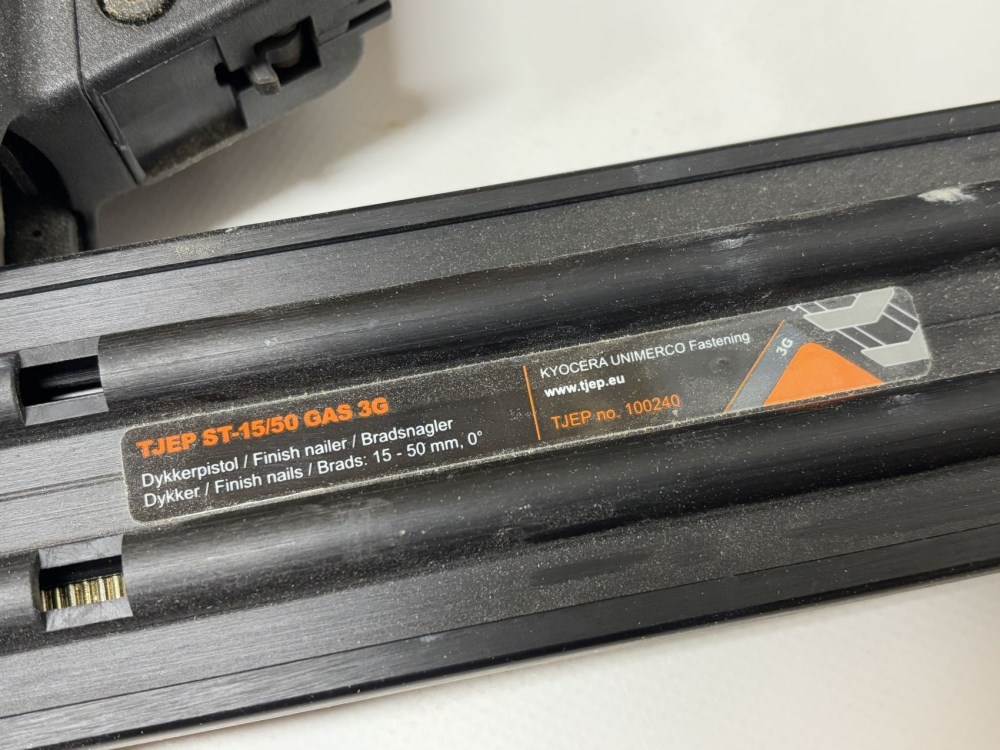 TJEP ST-15/50 GAS 3G
Dykkerpistol / Finish nailer / Bradsnagler
Dykker / Finish nails / Brads: 15 - 50 mm, 0°
KYOCERA UNIMERCO Fastening
www.tjep.eu
TJEP no. 100240
3G